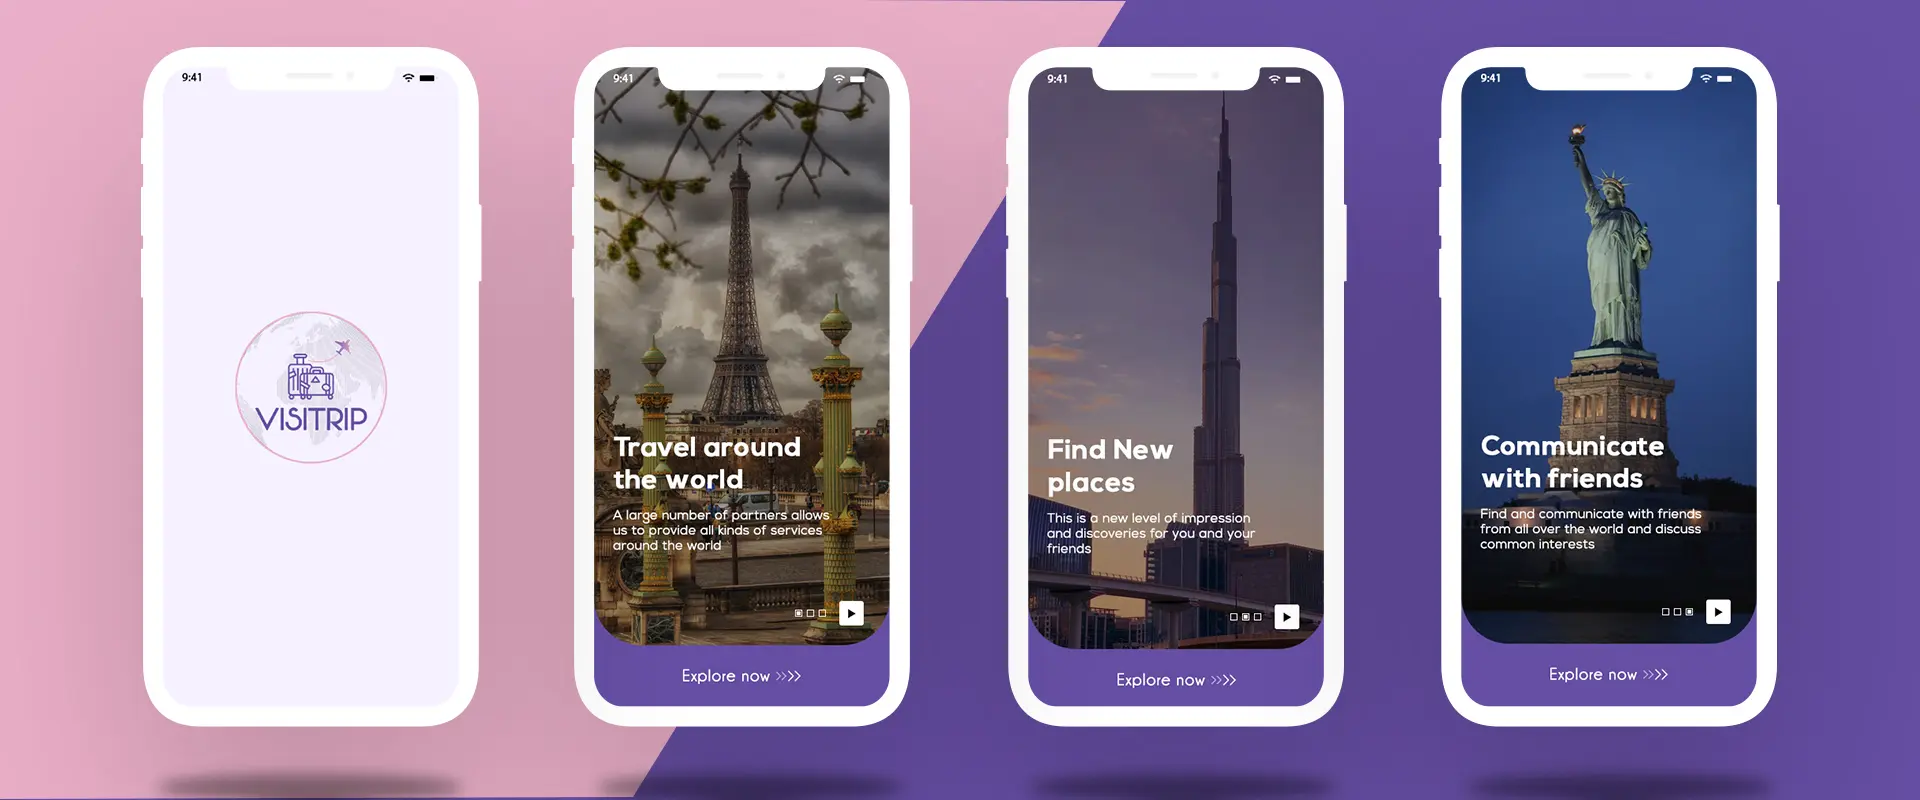 9:41
VISITRIP
9:41
Travel around
the world
A large number of partners allows
us to provide all kinds of services
around the world
Explore now >>>>
9:41
Find New
places
This is a new level of impression
and discoveries for you and your
friends
Explore now >>>>
9:41
Communicate
with friends
Find and communicate with friends
from all over the world and discuss
common interests
Explore now >>>>